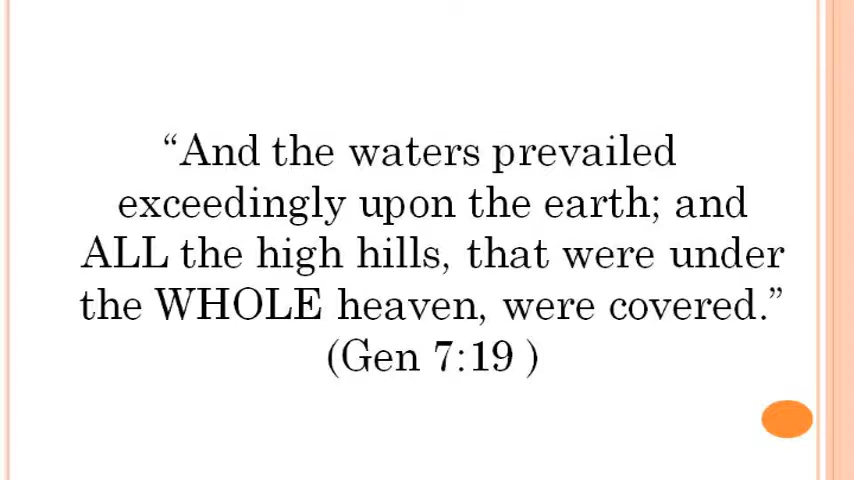 “And the waters prevailed
exceedingly upon the earth; and
ALL the high hills, that were under
the WHOLE heaven, were covered.”
(Gen 7:19 )